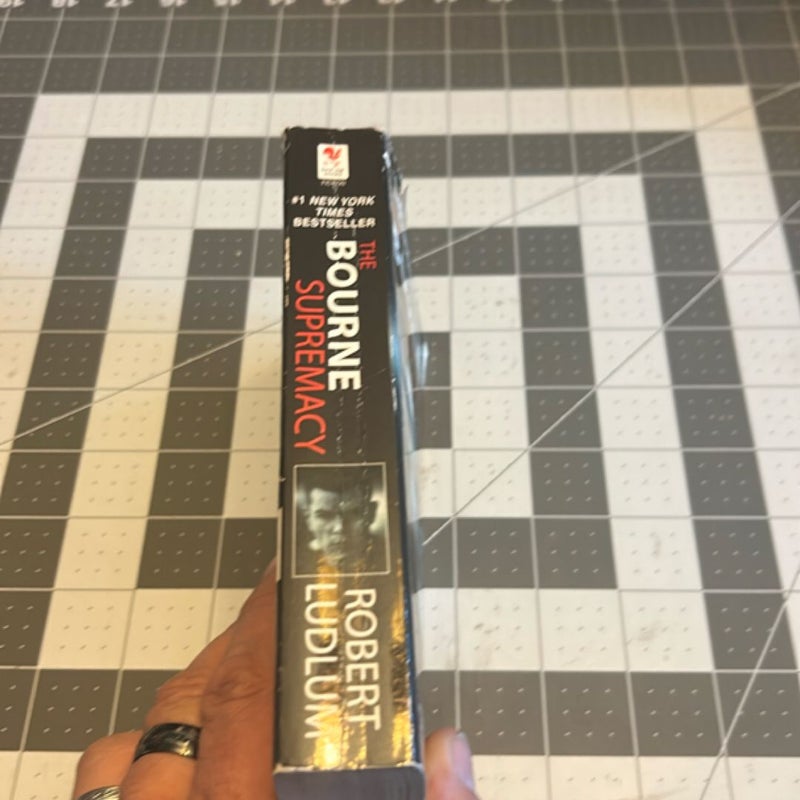 #1 NEW YORK
TIMES
BESTSELLER
THE
BOURNE
SUPREMACY
ROBERT
LUDLUM